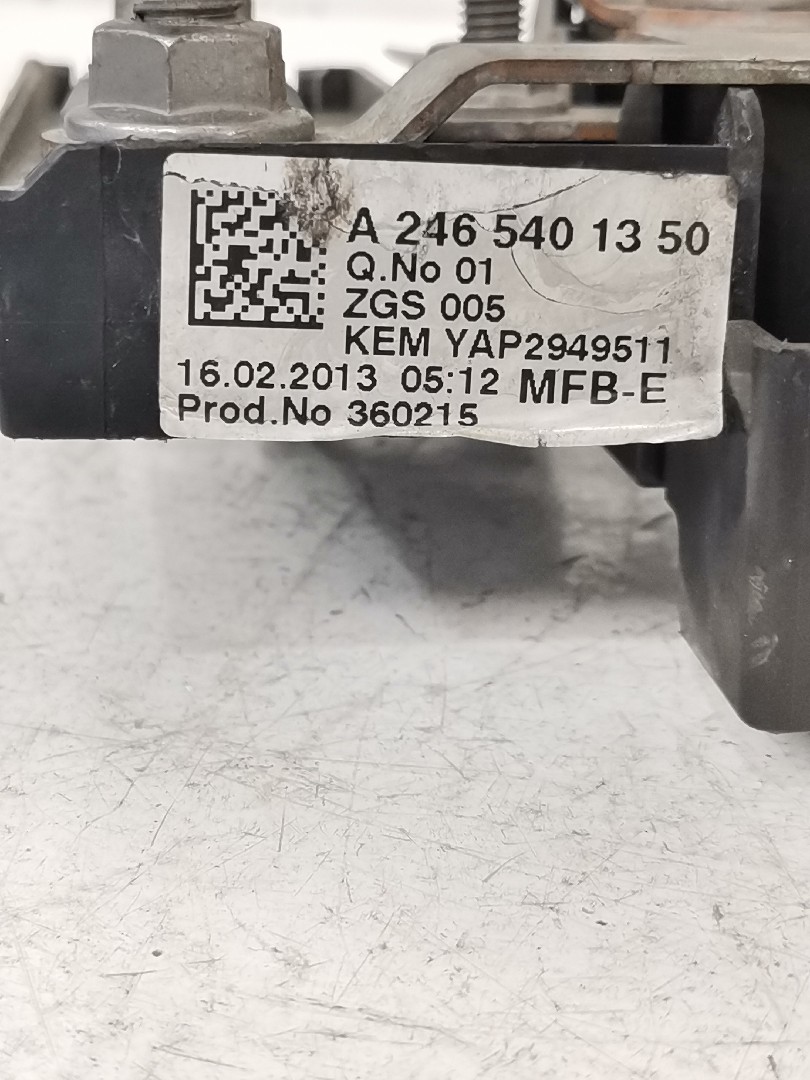 A 246 540 13 50
Q.No 01
ZGS 005
KEM YAP2949511
16.02.2013 05:12 MFB-E
Prod.No 360215